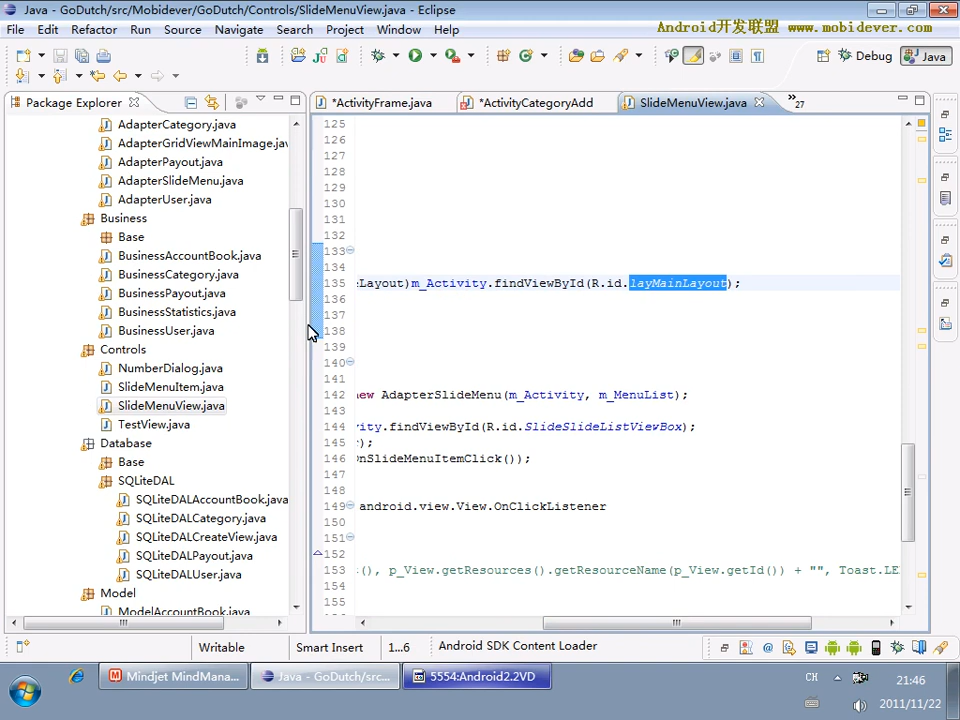 Java - GoDutch/src/Mobidever/GoDutch/Controls/SlideMenuView.java - Eclipse
File Edit Run Source Navigate Search Project Refactor Window Help
Android开发联盟 www.mobidever.com
Debug Java
Package Explorer
*ActivityFrame.java *ActivityCategoryAdd SlideMenuView.java »27
AdapterCategory.java
AdapterGridViewMainImage.jav
AdapterPayout.java
AdapterSlideMenu.java
AdapterUser.java
Business
Base
BusinessAccountBook.java
BusinessCategory.java
BusinessPayout.java
BusinessStatistics.java
BusinessUser.java
Controls
NumberDialog.java
SlideMenuItem.java
SlideMenuView.java
TestView.java
Database
Base
SQLiteDAL
SQLiteDALAccountBook.java
SQLiteDALCategory.java
SQLiteDALCreateView.java
SQLiteDALPayout.java
SQLiteDALUser.java
Model
ModelAccountBook.java
125
126
127
128
129
130
131
132
133
134
135 eLayout)m_Activity.findViewById(R.id.layMainLayout);
136
137
138
139
140
141
142 new AdapterSlideMenu(m_Activity, m_MenuList);
143
144 vity.findViewById(R.id.SlideSlideListViewBox);
145 r);
146 OnSlideMenuItemClick());
147
148
149 android.view.View.OnClickListener
150
151
152
153 t(), p_View.getResources().getResourceName(p_View.getId()) + "", Toast.LEN
154
155
Writable Smart Insert 1...6 Android SDK Content Loader
Mindjet MindMana... Java - GoDutch/src... 5554:Android2.2VD
CH 21:46
2011/11/22